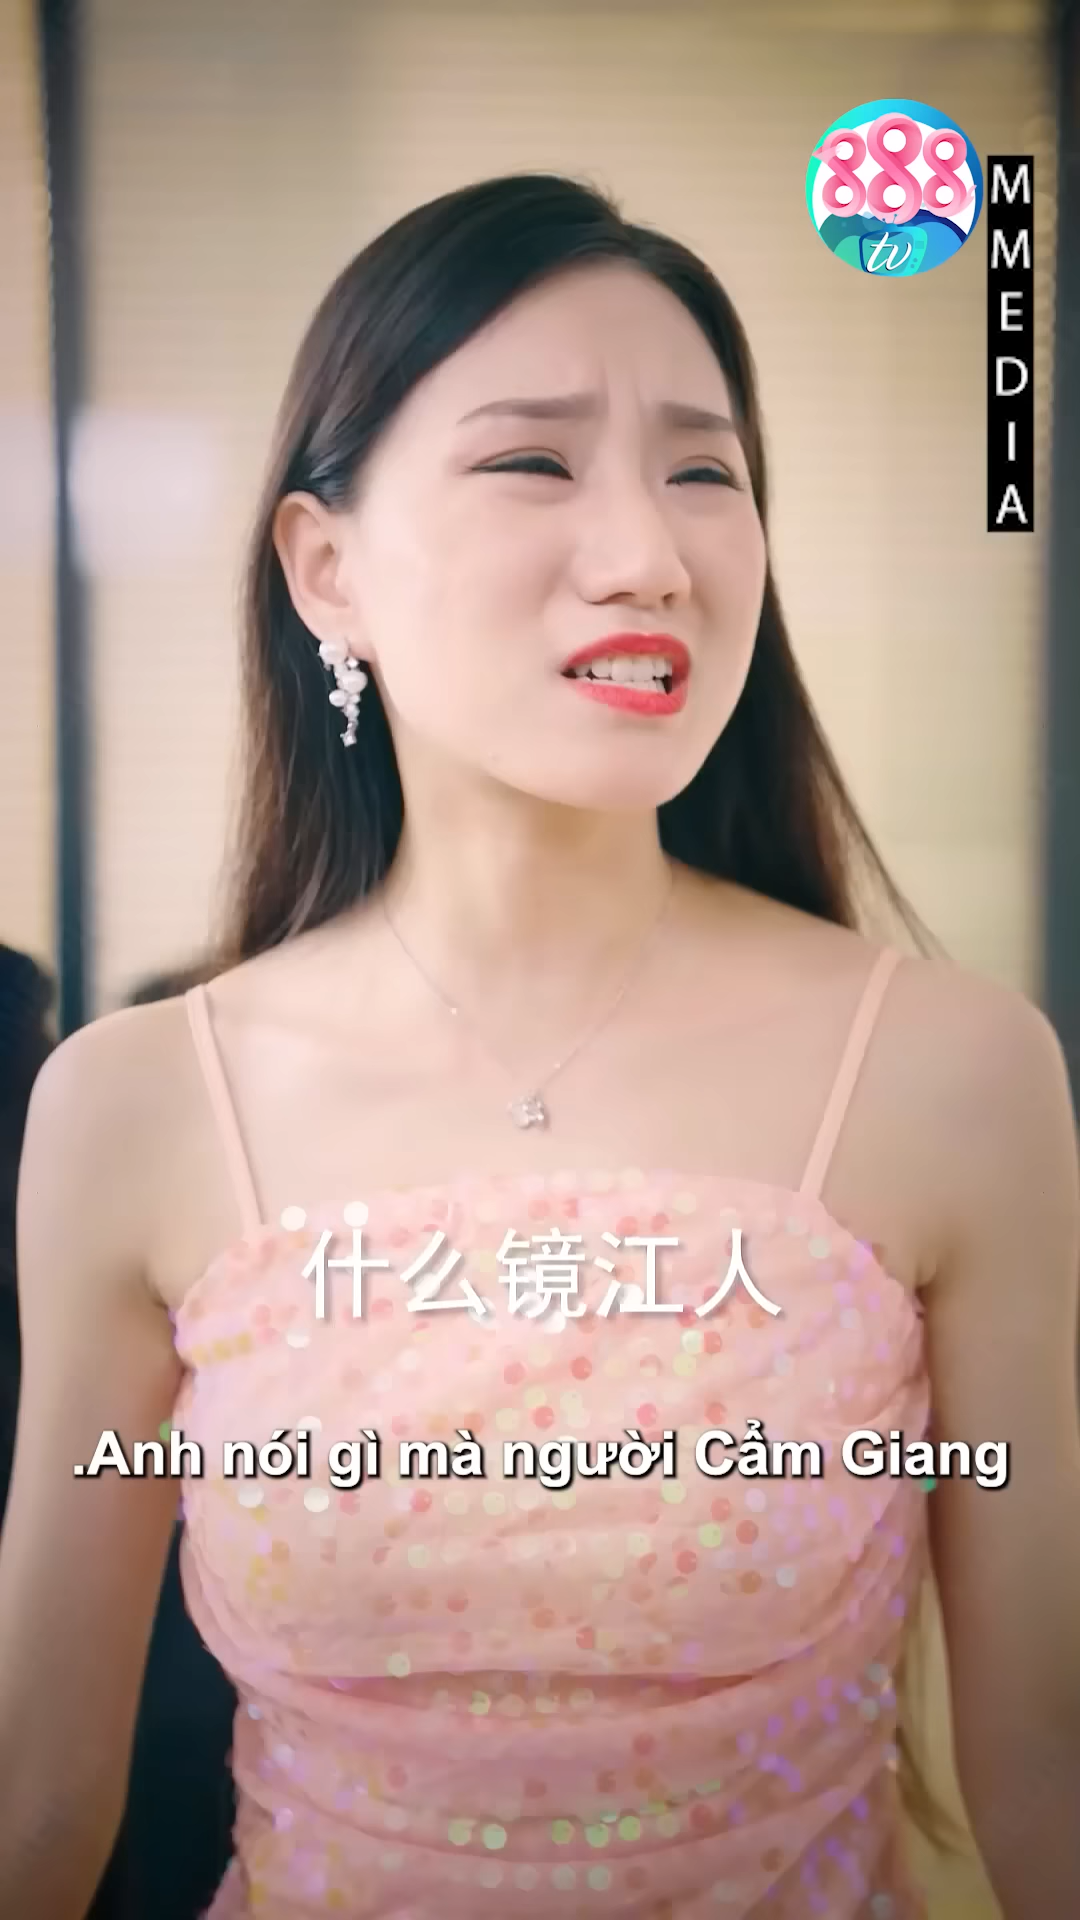 888
tv
MMEDIA
什么镜江人
.Anh nói gì mà người Cẩm Giang